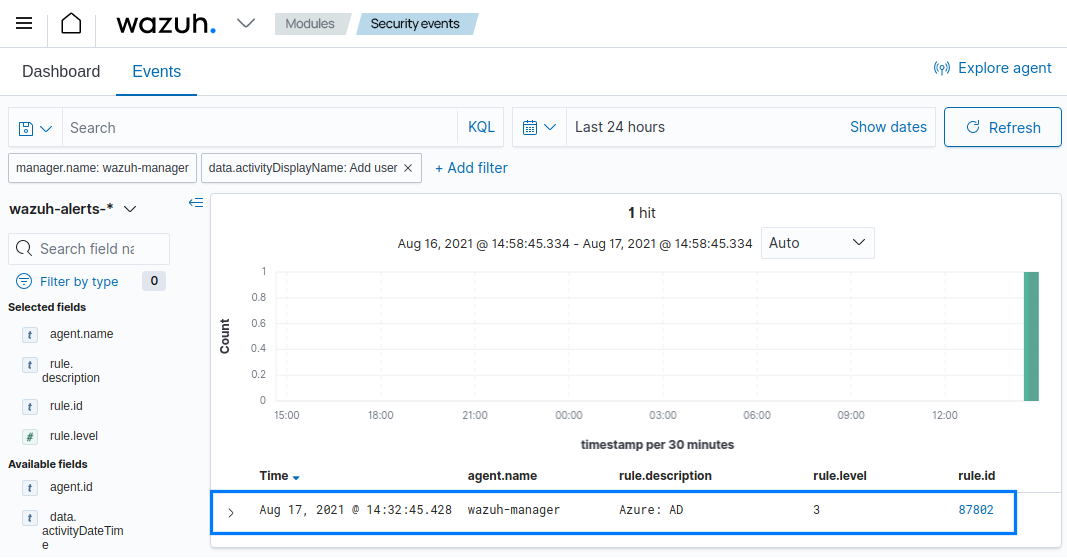 wazuh.
Modules
Security events
Dashboard
Events
Explore agent
Search
KQL
Last 24 hours
Show dates
Refresh
manager.name: wazuh-manager
data.activityDisplayName: Add user ×
+ Add filter
wazuh-alerts-*
Search field na
Filter by type
0
Selected fields
t agent.name
t rule.
description
t rule.id
# rule.level
Available fields
t agent.id
t data.
activityDateTim
e
1 hit
Aug 16, 2021 @ 14:58:45.334 - Aug 17, 2021 @ 14:58:45.334
Auto
Count
1
0.8
0.6
0.4
0.2
0
15:00 18:00 21:00 00:00 03:00 06:00 09:00 12:00
timestamp per 30 minutes
Time agent.name rule.description rule.level rule.id
Aug 17, 2021 @ 14:32:45.428 wazuh-manager Azure: AD 3 87802